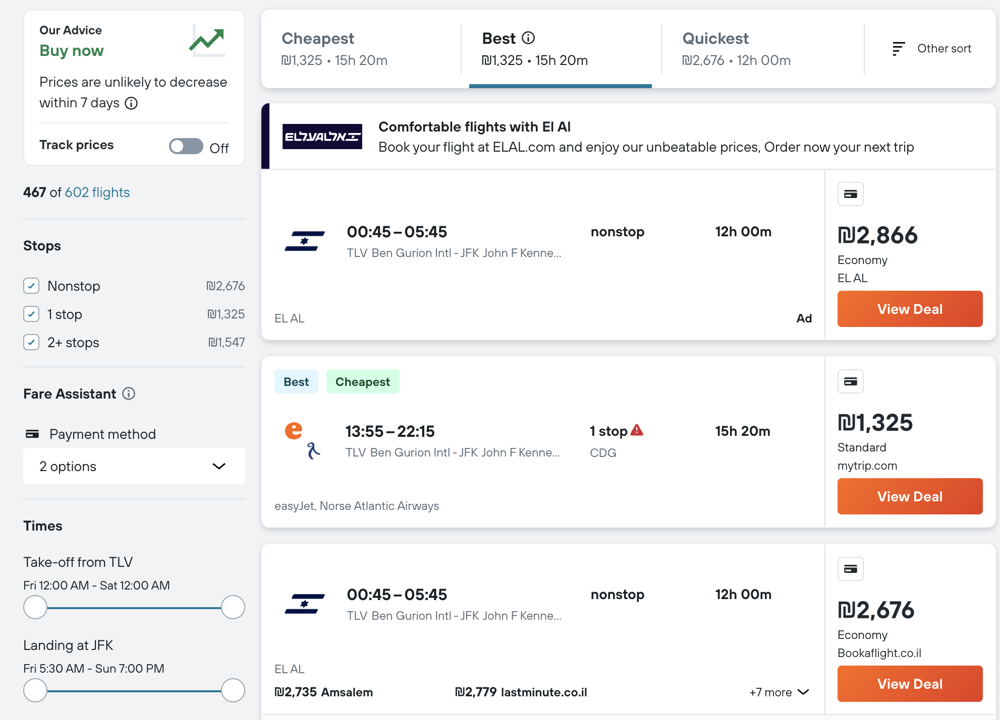 Our Advice
Buy now
Prices are unlikely to decrease
within 7 days
Track prices
Off
467 of 602 flights
Stops
Nonstop ₪2,676
1 stop ₪1,325
2+ stops ₪1,547
Fare Assistant
Payment method
2 options
Times
Take-off from TLV
Fri 12:00 AM - Sat 12:00 AM
Landing at JFK
Fri 5:30 AM - Sun 7:00 PM
Cheapest
₪1,325 • 15h 20m
Best
₪1,325 • 15h 20m
Quickest
₪2,676 • 12h 00m
Other sort
EL אל על AL
Comfortable flights with El Al
Book your flight at ELAL.com and enjoy our unbeatable prices, Order now your next trip
00:45 – 05:45
TLV Ben Gurion Intl - JFK John F Kenne...
nonstop
12h 00m
EL AL
Ad
₪2,866
Economy
EL AL
View Deal
Best
Cheapest
13:55 – 22:15
TLV Ben Gurion Intl - JFK John F Kenne...
1 stop
CDG
15h 20m
easyJet, Norse Atlantic Airways
₪1,325
Standard
mytrip.com
View Deal
00:45 – 05:45
TLV Ben Gurion Intl - JFK John F Kenne...
nonstop
12h 00m
EL AL
₪2,735 Amsalem
₪2,779 lastminute.co.il
+7 more
₪2,676
Economy
Bookaflight.co.il
View Deal